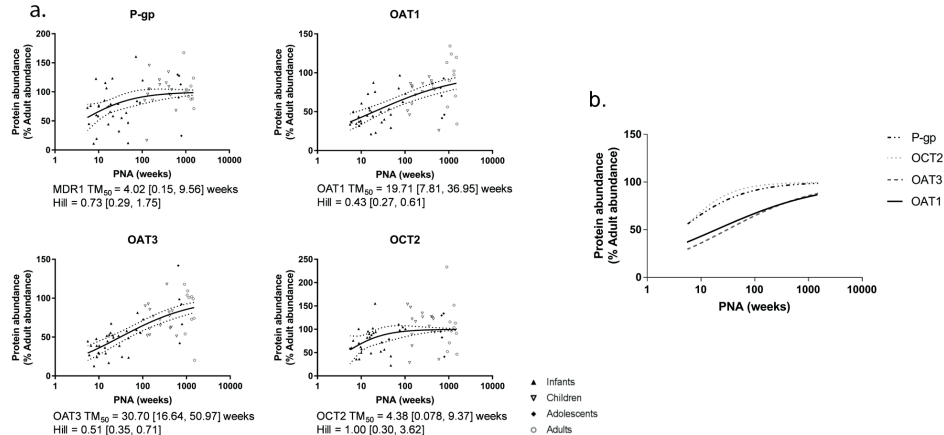 a.
P-gp
Protein abundance
(% Adult abundance)
200
150
100
50
0
1
10
100
1000
10000
PNA (weeks)
MDR1 TM50 = 4.02 [0.15, 9.56] weeks
Hill = 0.73 [0.29, 1.75]
OAT1
Protein abundance
(% Adult abundance)
150
100
50
0
1
10
100
1000
10000
PNA (weeks)
OAT1 TM50 = 19.71 [7.81, 36.95] weeks
Hill = 0.43 [0.27, 0.61]
OAT3
Protein abundance
(% Adult abundance)
150
100
50
0
1
10
100
1000
10000
PNA (weeks)
OAT3 TM50 = 30.70 [16.64, 50.97] weeks
Hill = 0.51 [0.35, 0.71]
OCT2
Protein abundance
(% Adult abundance)
250
200
150
100
50
0
1
10
100
1000
10000
PNA (weeks)
OCT2 TM50 = 4.38 [0.078, 9.37] weeks
Hill = 1.00 [0.30, 3.62]
Infants
Children
Adolescents
Adults
b.
Protein abundance
(% Adult abundance)
150
100
50
0
1
10
100
1000
10000
PNA (weeks)
P-gp
OCT2
OAT3
OAT1